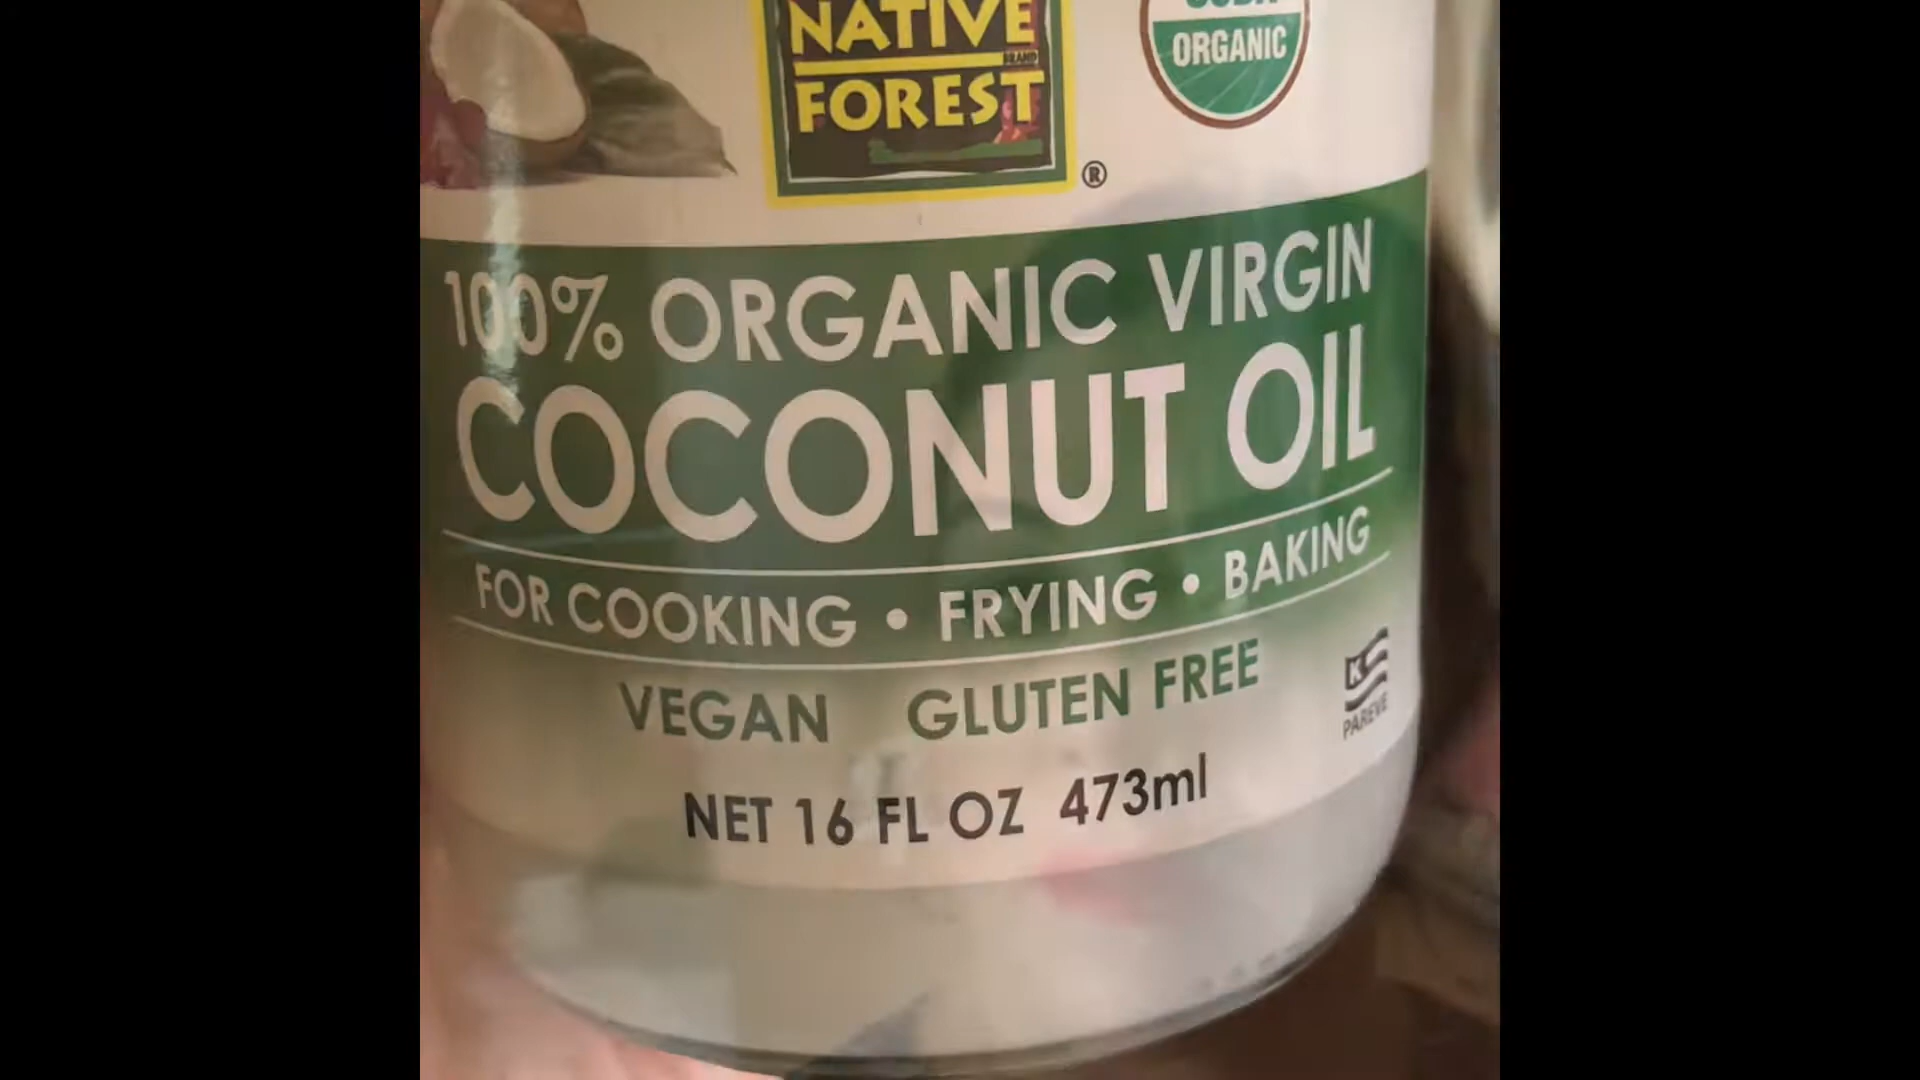 NATIVE
BRAND
FOREST
®
ORGANIC
100% ORGANIC VIRGIN
COCONUT OIL
FOR COOKING • FRYING • BAKING
VEGAN GLUTEN FREE
K
PAREVE
NET 16 FL OZ 473ml